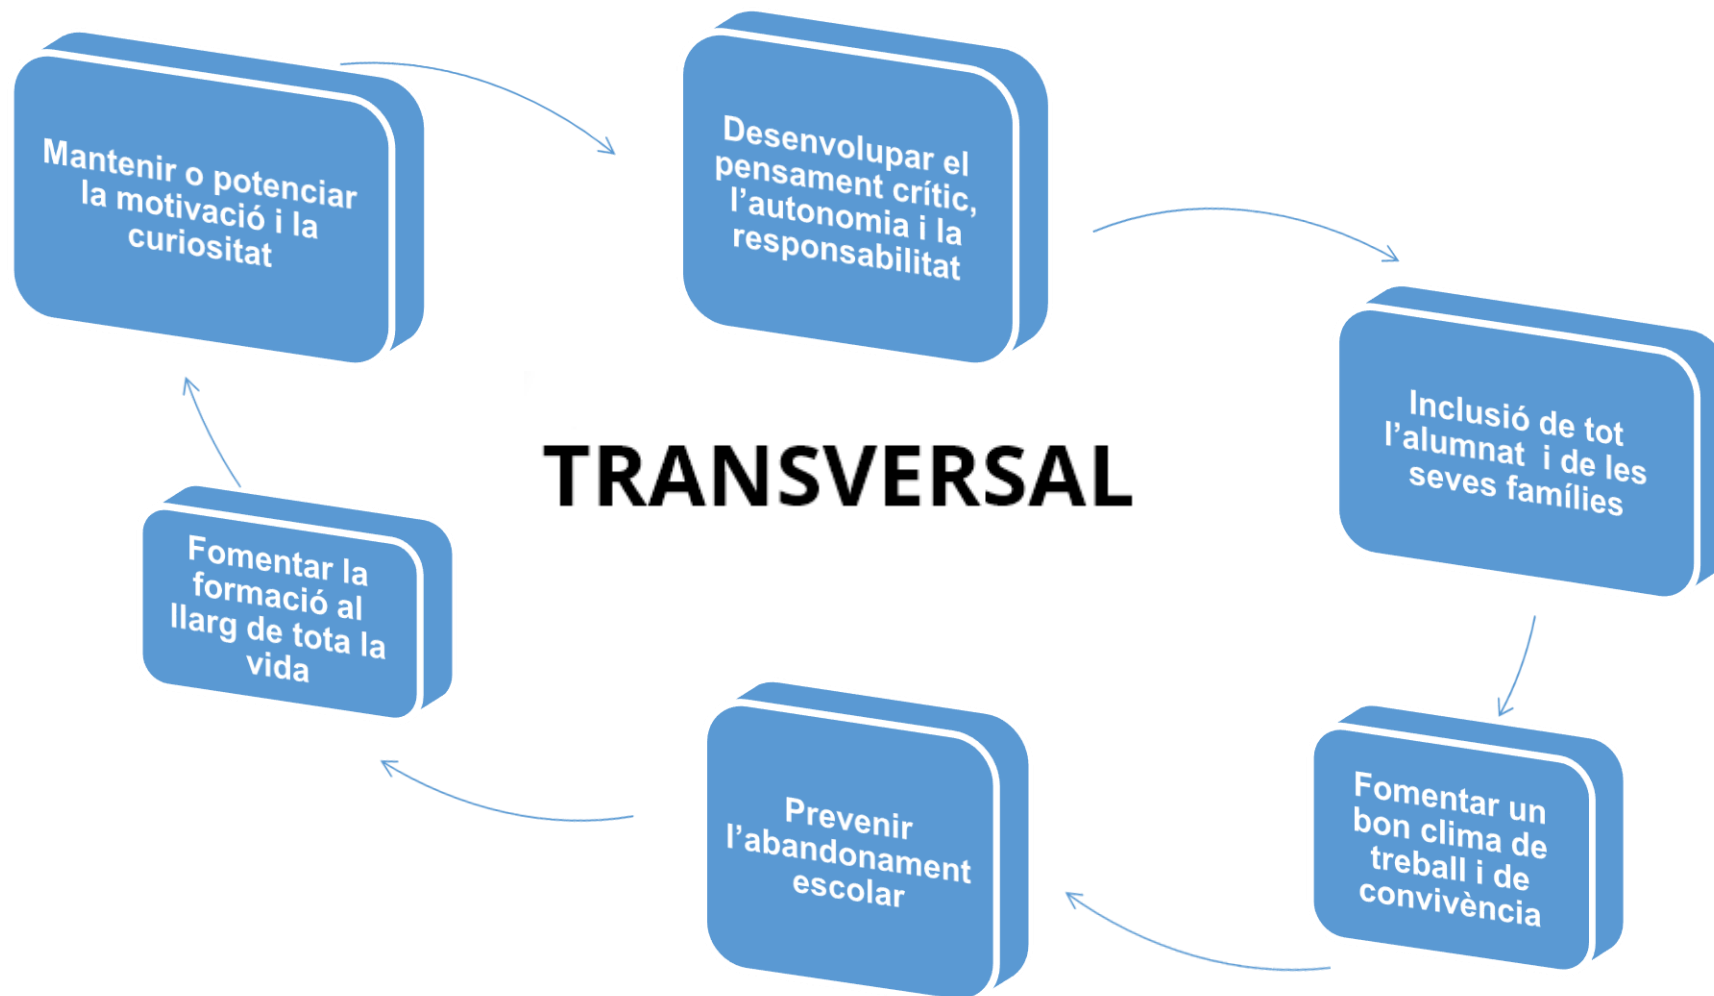 Mantenir o potenciar
la motivació i la
curiositat
Desenvolupar el
pensament crític,
l’autonomia i la
responsabilitat
Inclusió de tot
l’alumnat  i de les
seves famílies
TRANSVERSAL
Fomentar la
formació al
llarg de tota la
vida
Prevenir
l’abandonament
escolar
Fomentar un
bon clima de
treball i de
convivència